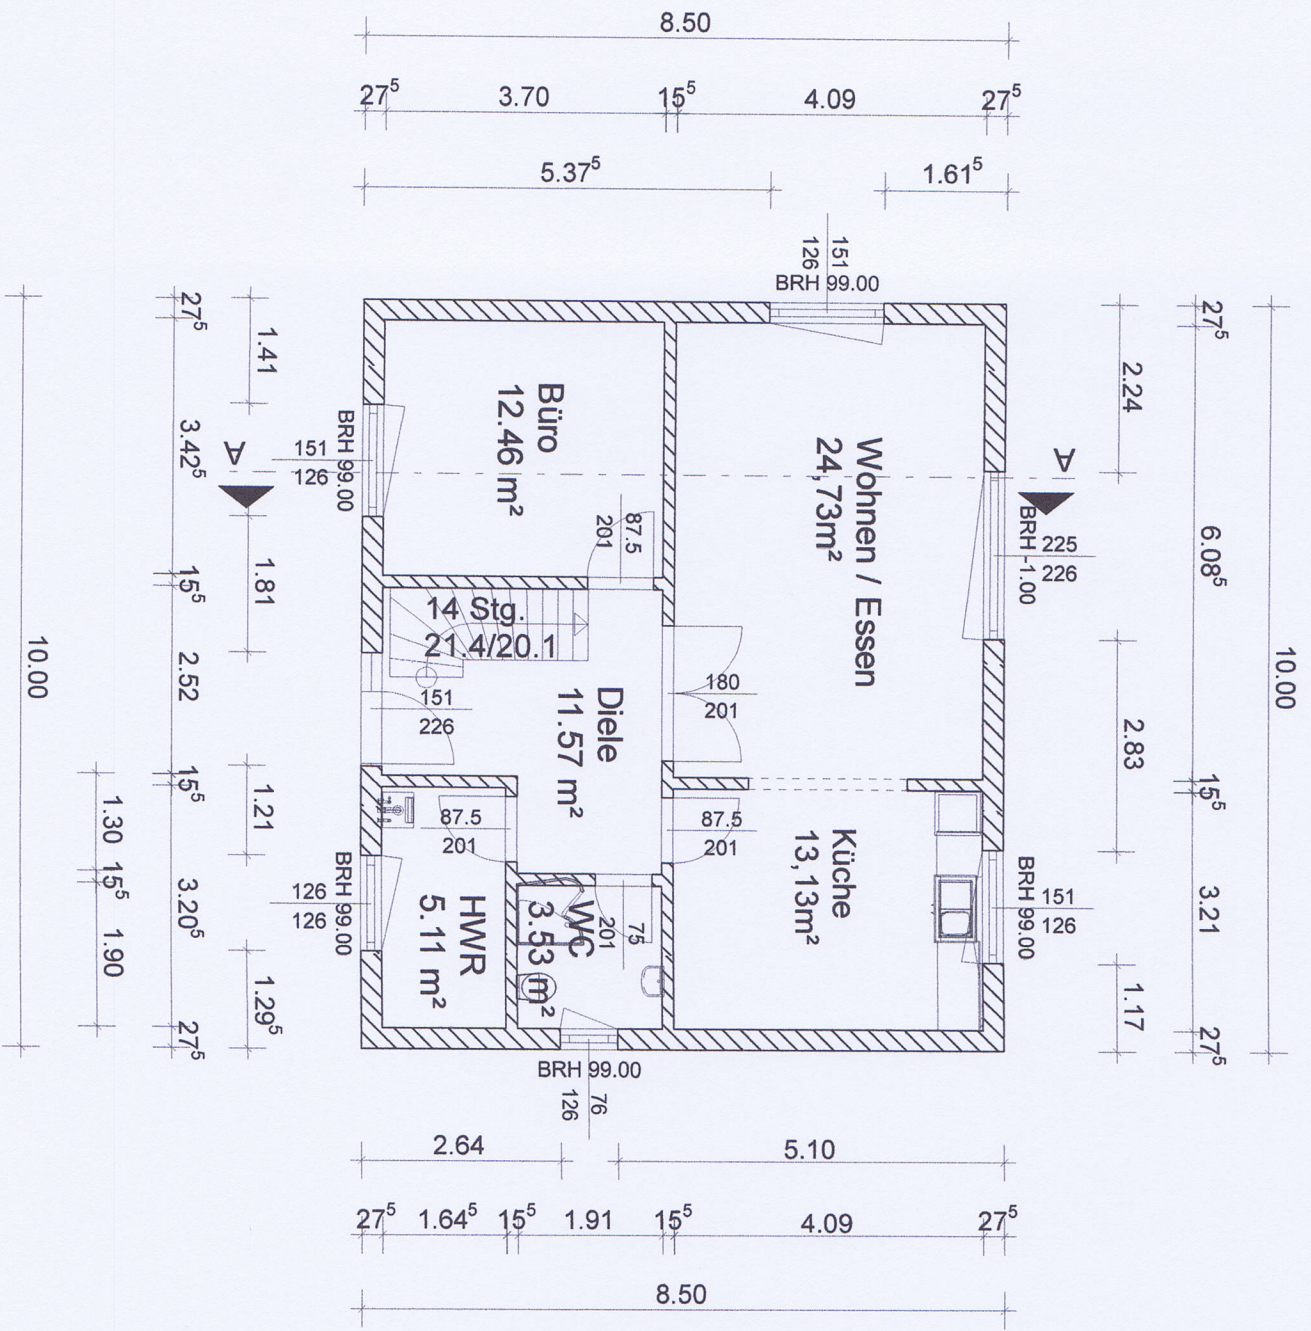 8.50
27⁵ 3.70 15⁵ 4.09 27⁵
5.37⁵ 1.61⁵
151
126
BRH 99.00
27⁵
1.41
3.42⁵
A
BRH 99.00
151
126
1.81
15⁵
2.52
10.00
15⁵
1.21
1.30
15⁵
3.20⁵
1.90
BRH 99.00
126
126
1.29⁵
27⁵
Büro
12.46 m²
87.5
201
14 Stg.
21.4/20.1
151
226
Diele
11.57 m²
180
201
Wohnen / Essen
24,73m²
87.5
201
HWR
5.11 m²
WC
3.53 m²
75
201
87.5
201
Küche
13,13m²
27⁵
2.24
A
BRH -1.00
225
226
6.08⁵
10.00
2.83
15⁵
BRH 99.00
151
126
3.21
1.17
27⁵
BRH 99.00
76
126
2.64 5.10
27⁵ 1.64⁵ 15⁵ 1.91 15⁵ 4.09 27⁵
8.50